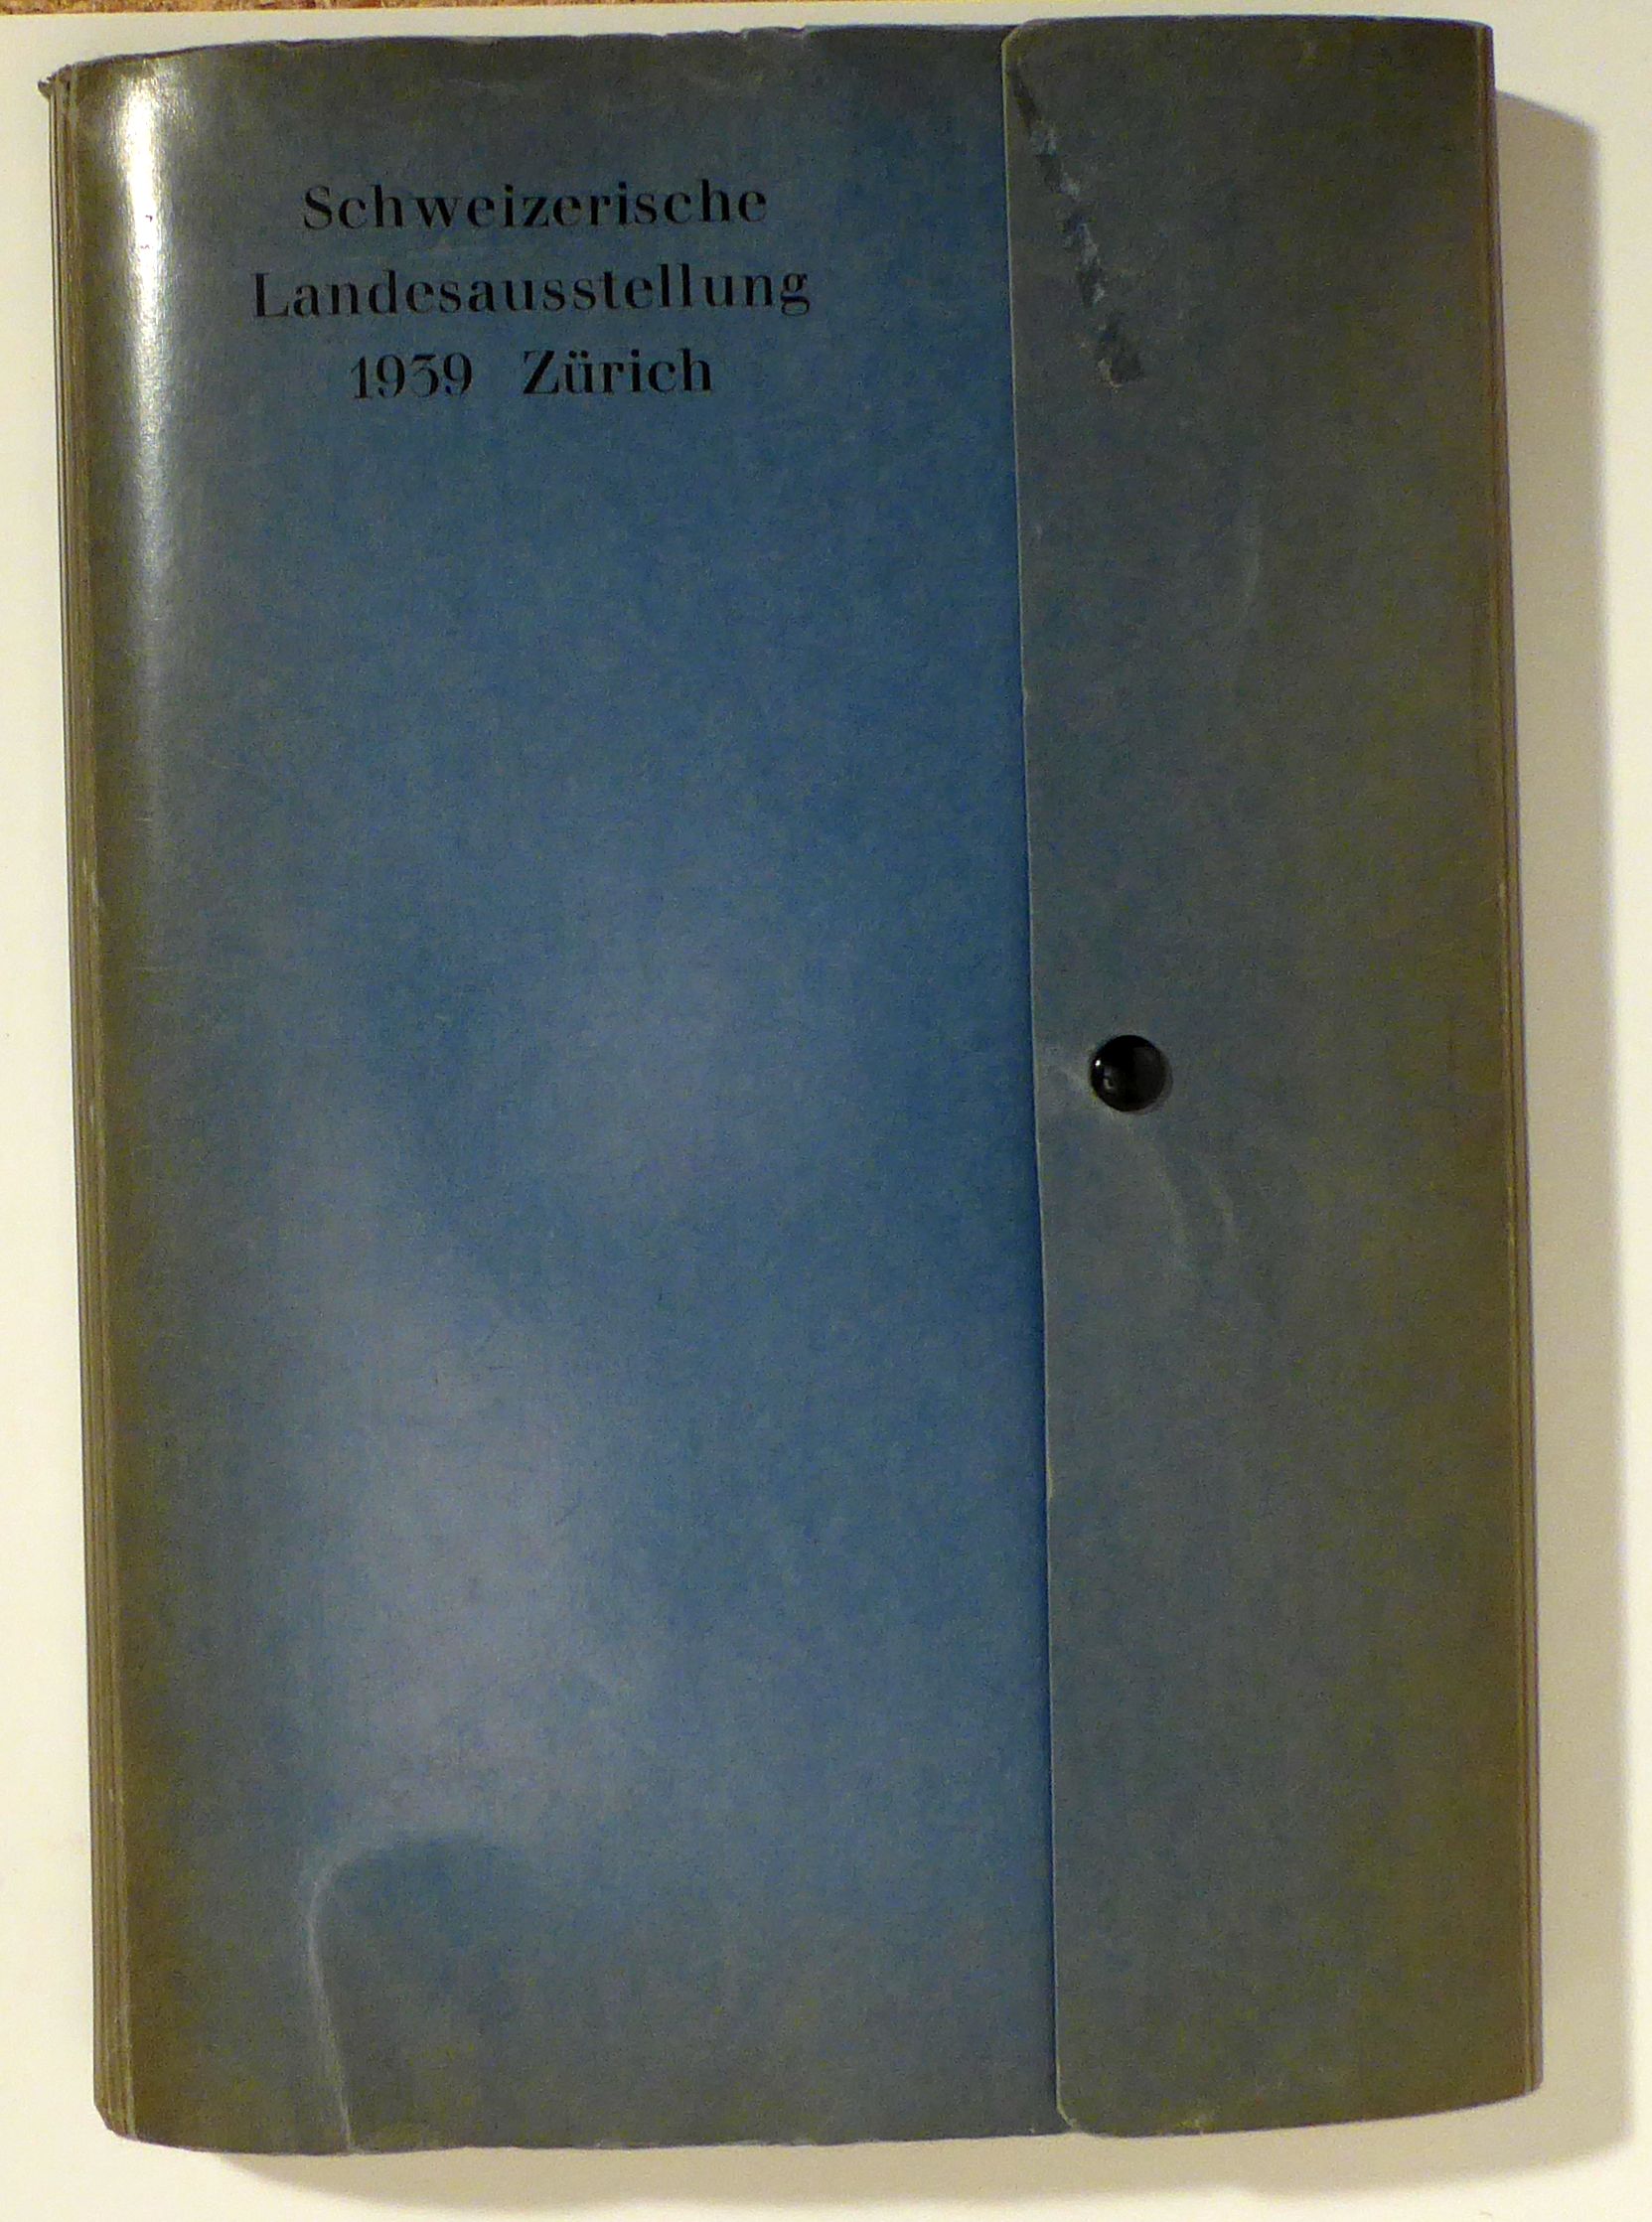 Schweizerische
Landesausstellung
1939 Zürich